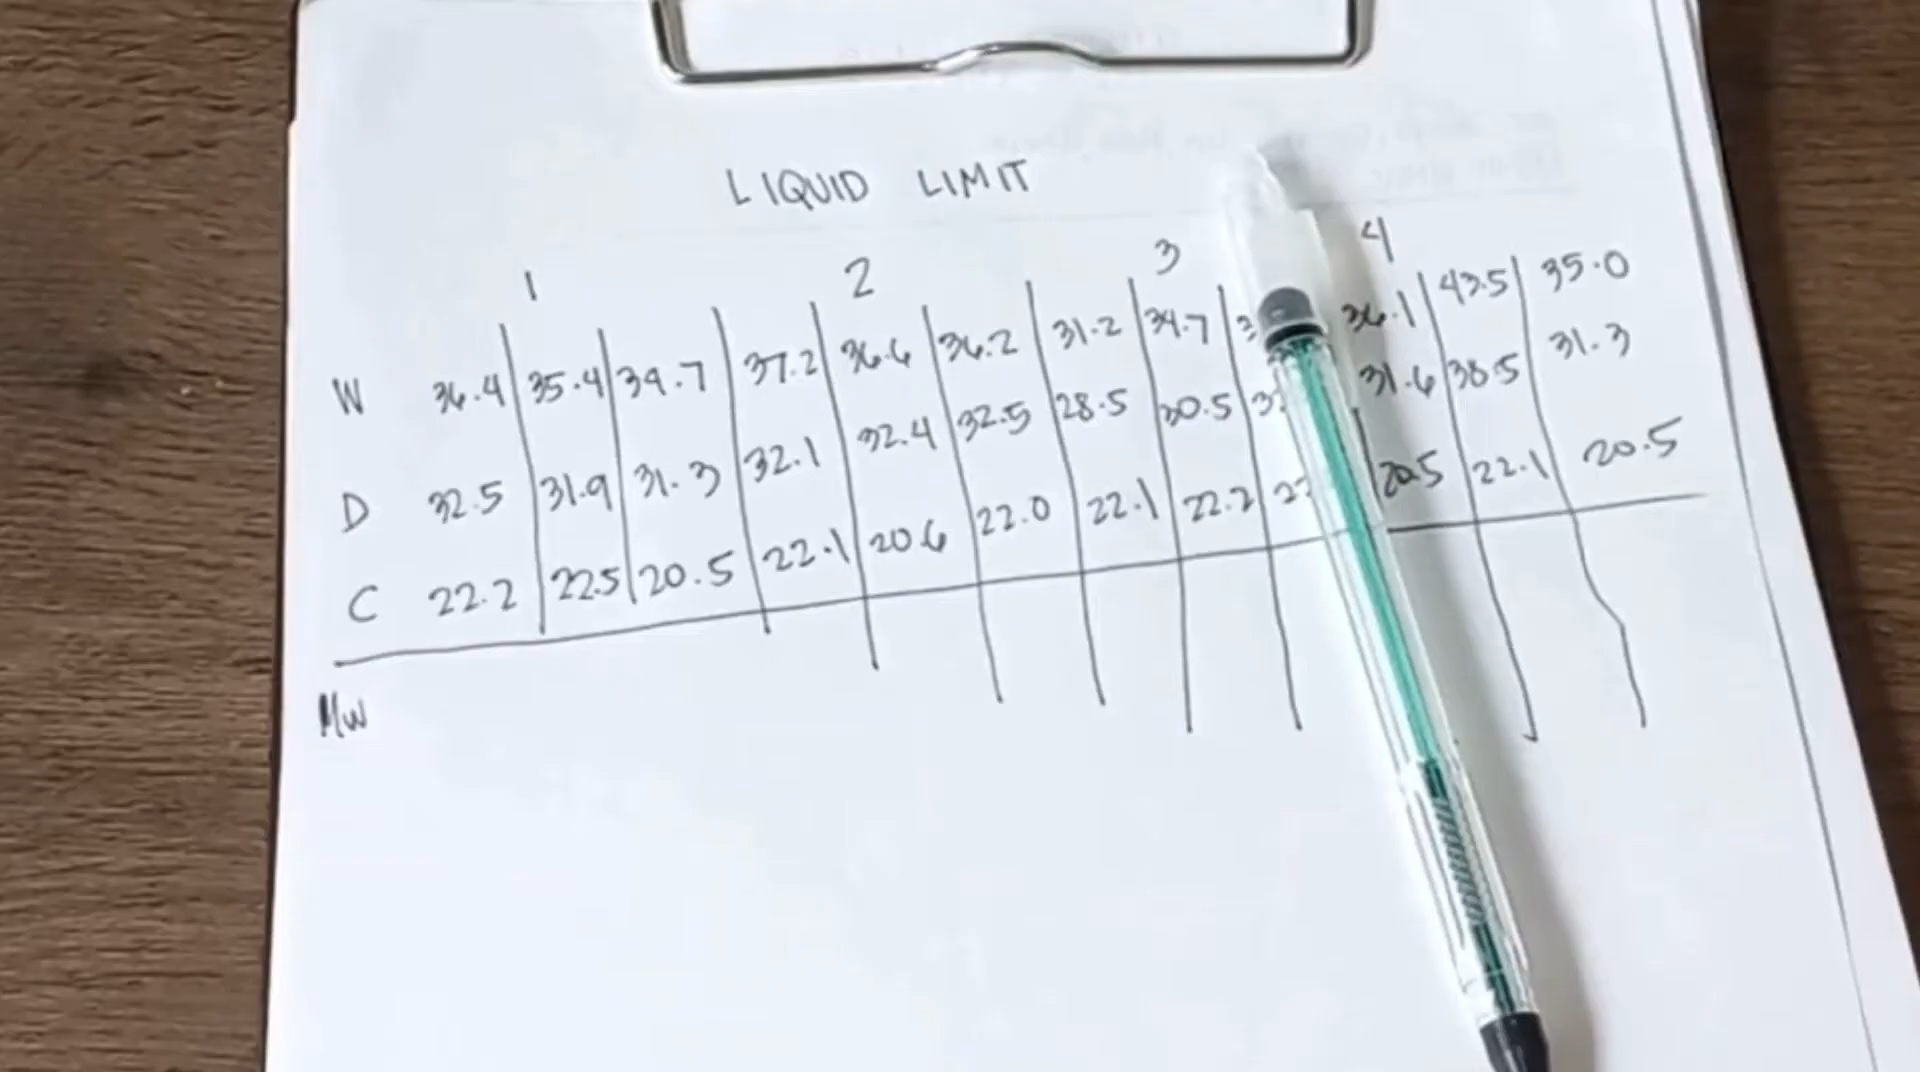 LIQUID LIMIT
1 2 3 4
W 36.4 35.4 34.7 37.2 36.6 36.2 31.2 34.7 36.1 43.5 35.0
D 32.5 31.9 31.3 32.1 32.4 32.5 28.5 30.5 31.6 38.5 31.3
C 22.2 22.5 20.5 22.1 20.6 22.0 22.1 22.2 20.5 22.1 20.5
MW